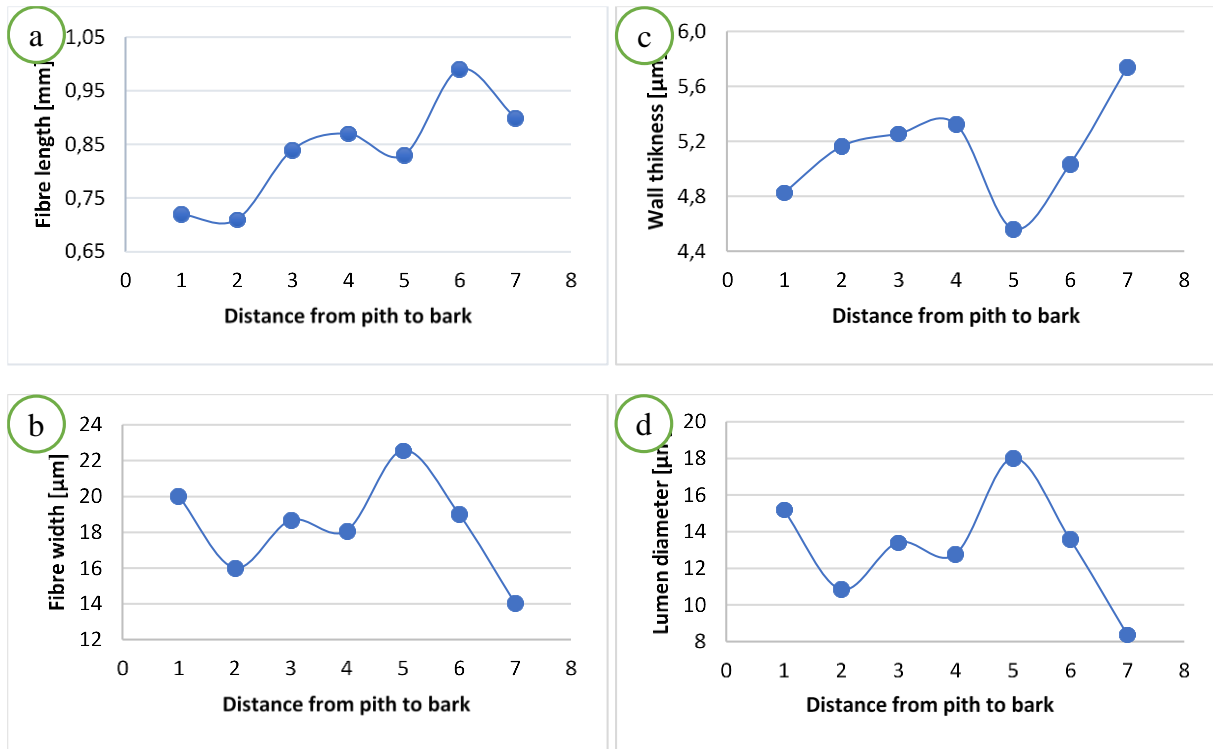 a
Fibre length [mm]
1,05
0,95
0,85
0,75
0,65
0 1 2 3 4 5 6 7 8
Distance from pith to bark
c
Wall thikness [µm]
6,0
5,6
5,2
4,8
4,4
0 1 2 3 4 5 6 7 8
Distance from pith to bark
b
Fibre width [µm]
24
22
20
18
16
14
12
0 1 2 3 4 5 6 7 8
Distance from pith to bark
d
Lumen diameter [µm]
20
18
16
14
12
10
8
0 1 2 3 4 5 6 7 8
Distance from pith to bark